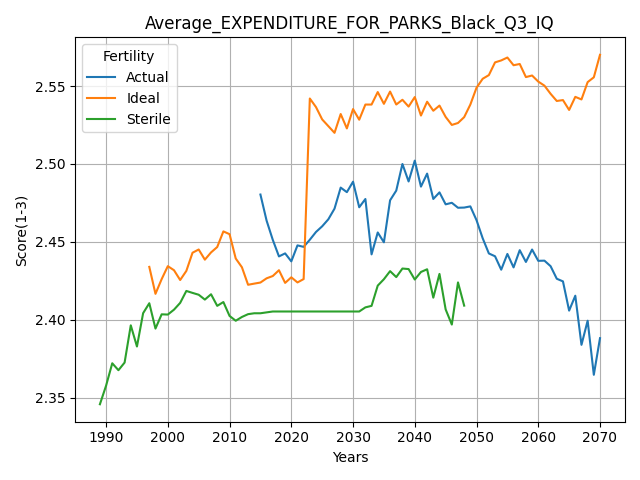 Average_EXPENDITURE_FOR_PARKS_Black_Q3_IQ
Fertility
Actual
Ideal
Sterile
Score(1-3)
2.55
2.50
2.45
2.40
2.35
1990 2000 2010 2020 2030 2040 2050 2060 2070
Years